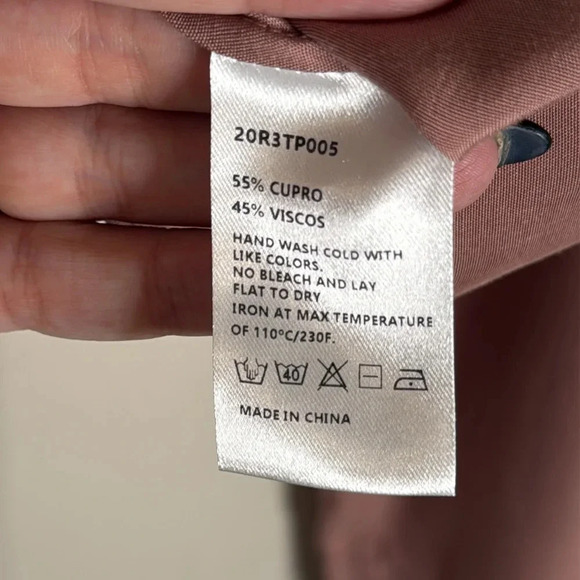 20R3TP005
55% CUPRO
45% VISCOS
HAND WASH COLD WITH
LIKE COLORS.
NO BLEACH AND LAY
FLAT TO DRY
IRON AT MAX TEMPERATURE
OF 110°C/230F.
40
MADE IN CHINA